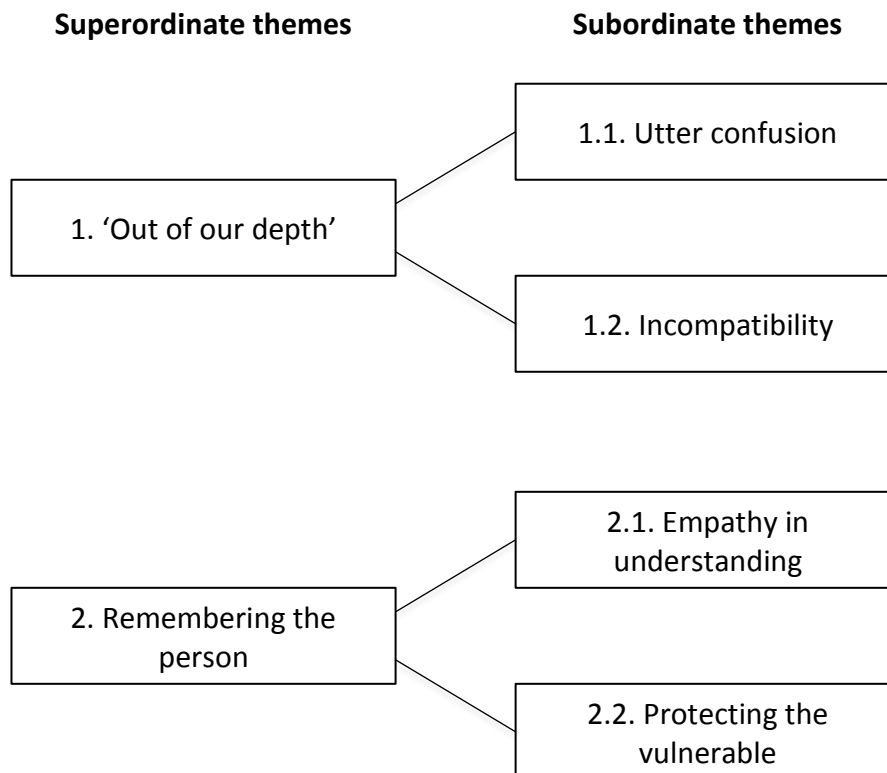 Superordinate themes
Subordinate themes
1. ‘Out of our depth’
1.1. Utter confusion
1.2. Incompatibility
2. Remembering the
person
2.1. Empathy in
understanding
2.2. Protecting the
vulnerable